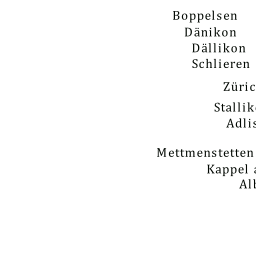 Boppelsen
Dänikon
Dällikon
Schlieren
Züric
Stallik
Adlis
Mettmenstetten
Kappel a
Alb